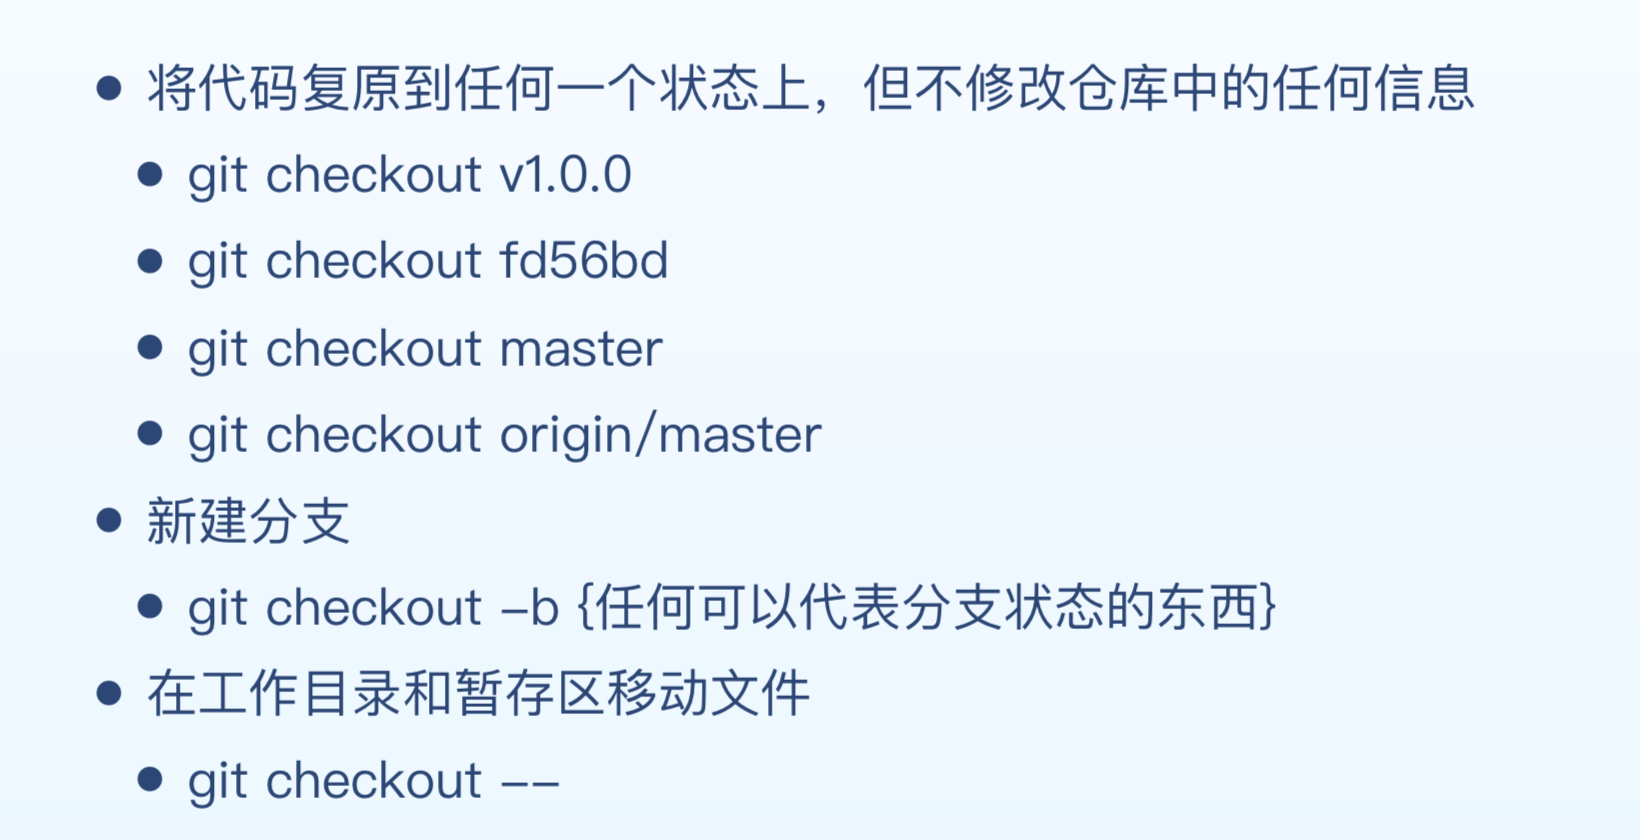 ● 将代码复原到任何一个状态上，但不修改仓库中的任何信息
● git checkout v1.0.0
● git checkout fd56bd
● git checkout master
● git checkout origin/master
● 新建分支
● git checkout –b {任何可以代表分支状态的东西}
● 在工作目录和暂存区移动文件
● git checkout ––